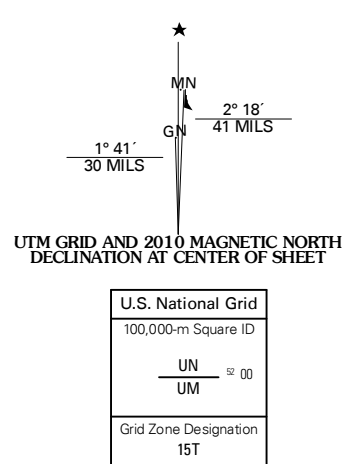 ★
MN
2° 18´
41 MILS
GN
1° 41´
30 MILS
UTM GRID AND 2010 MAGNETIC NORTH
DECLINATION AT CENTER OF SHEET
U.S. National Grid
100,000-m Square ID
UN
52 00
UM
Grid Zone Designation
15T